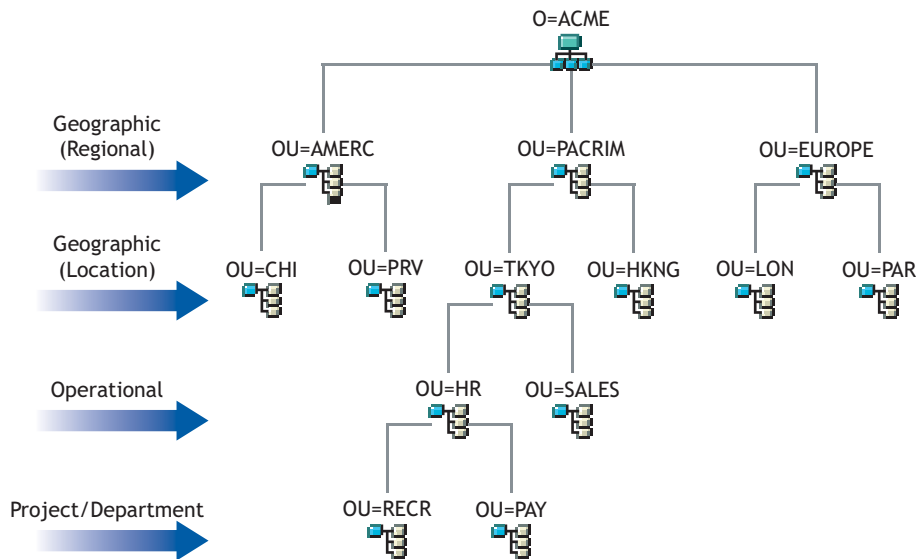 O=ACME
Geographic
(Regional)
OU=AMERC
OU=PACRIM
OU=EUROPE
Geographic
(Location)
OU=CHI
OU=PRV
OU=TKYO
OU=HKNG
OU=LON
OU=PAR
Operational
OU=HR
OU=SALES
Project/Department
OU=RECR
OU=PAY